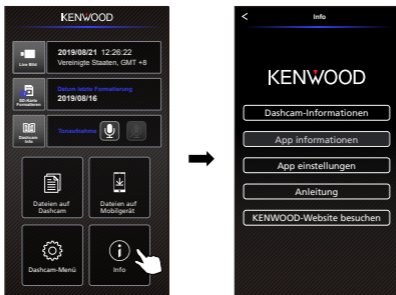 KENWOOD
2019/08/21 12:26:22
Vereinigte Staaten, GMT +8
Live Bild
Datum letzte Formatierung
2019/08/16
SD-Karte
Formatieren
Tonaufnahme
Dashcam-
Info
Dateien auf
Dashcam
Dateien auf
Mobilgerät
Dashcam-Menü
Info
<
Info
KENWOOD
Dashcam-Informationen
App informationen
App einstellungen
Anleitung
KENWOOD-Website besuchen